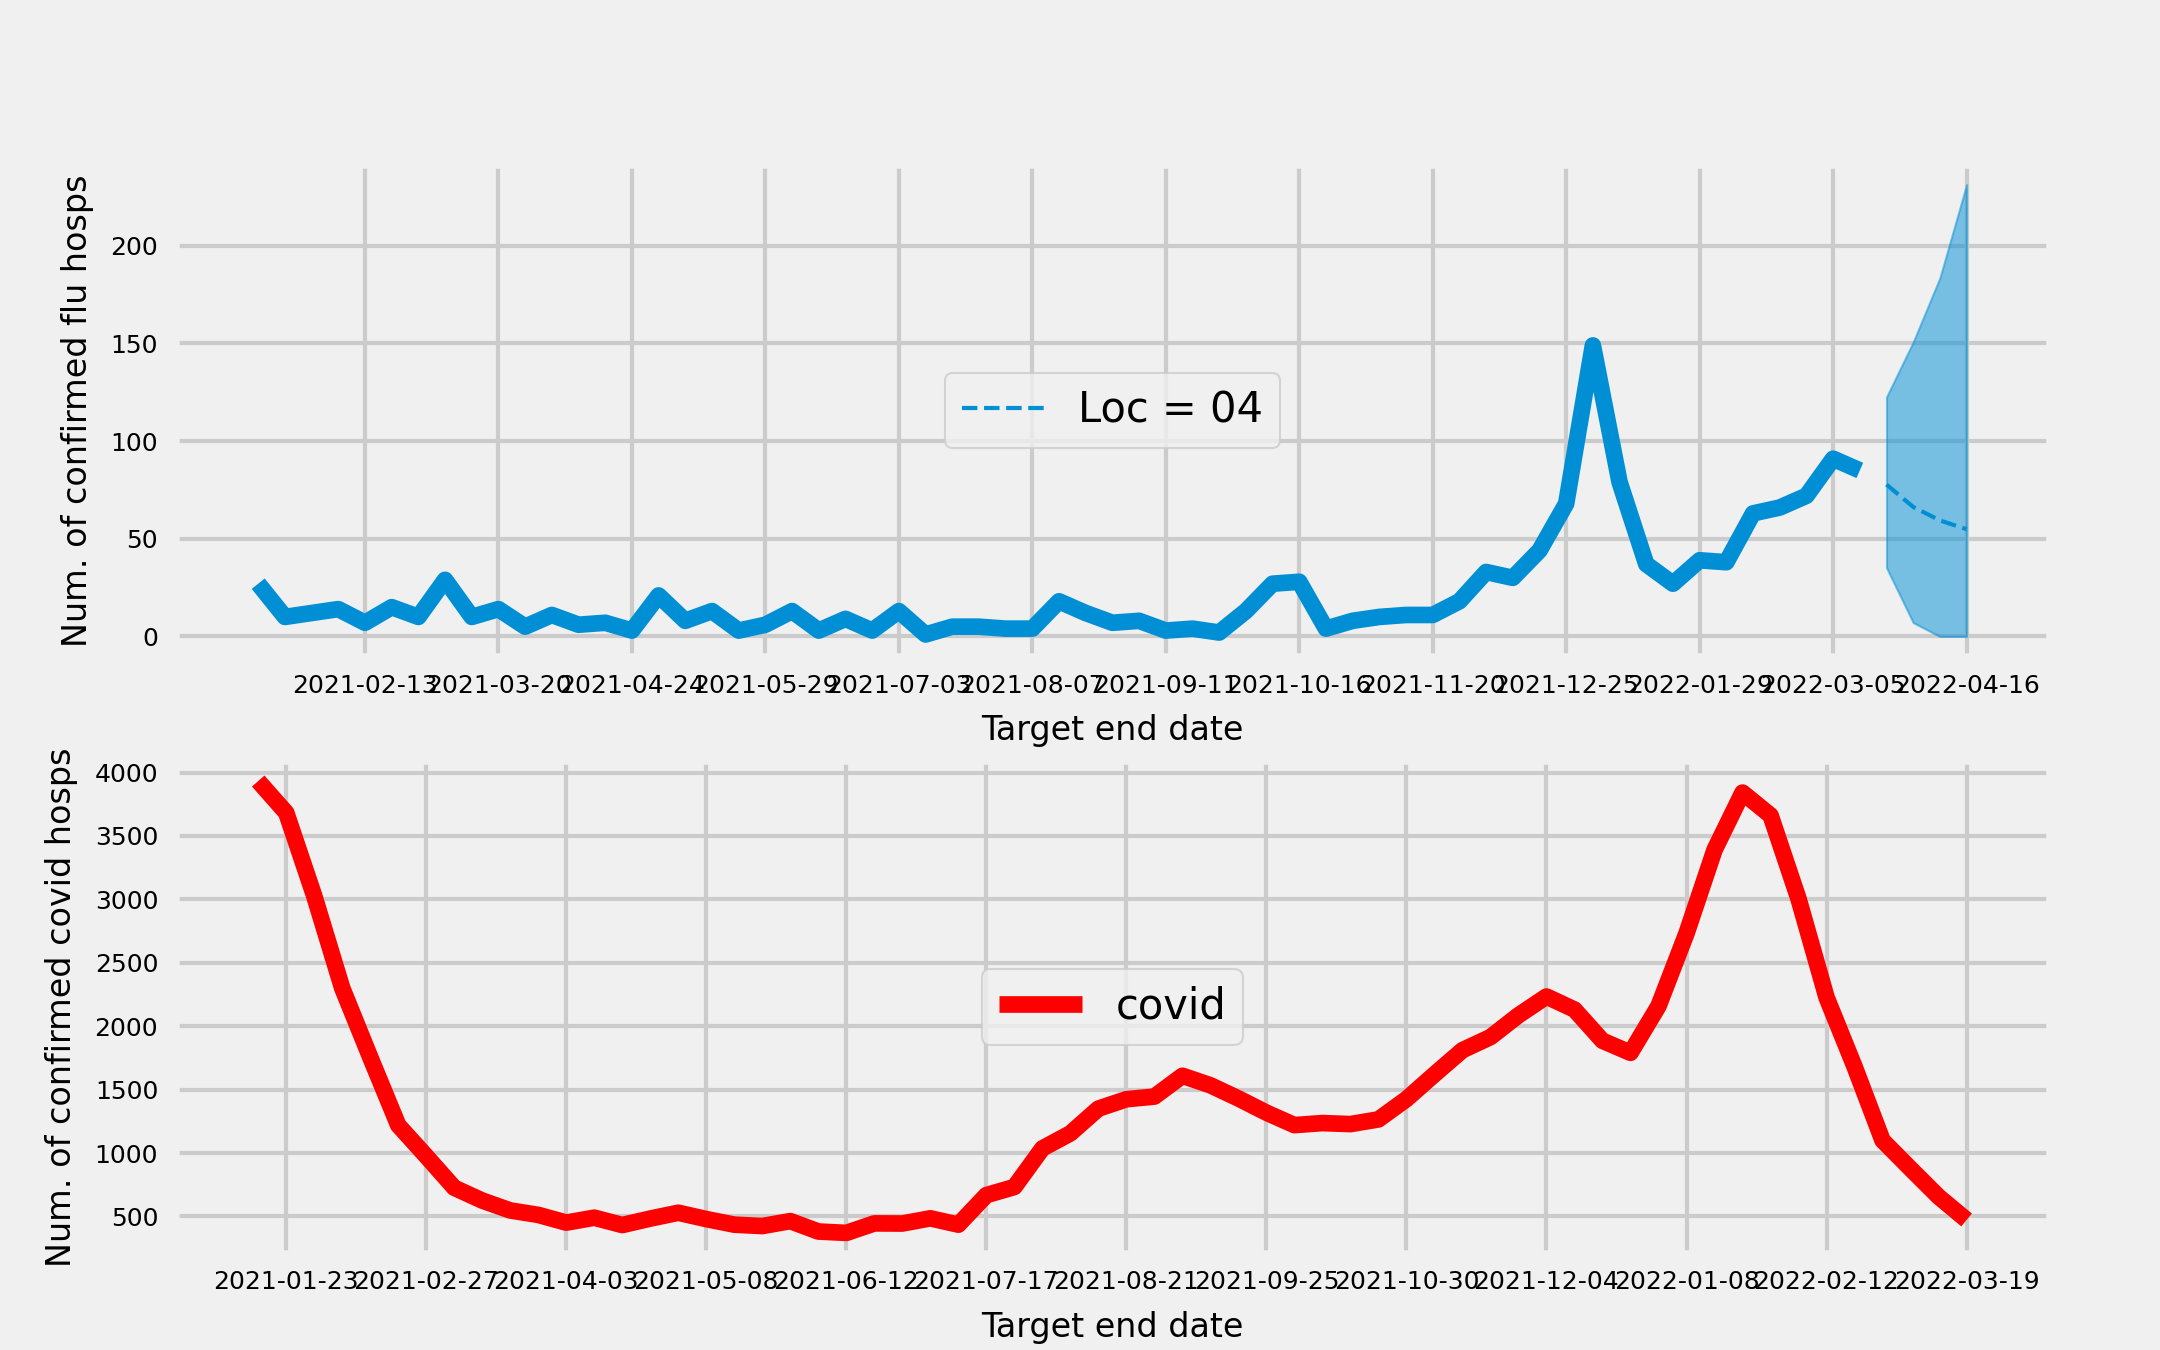 Num. of confirmed flu hosps
200
150
100
50
0
Loc = 04
2021-02-13 2021-03-20 2021-04-24 2021-05-29 2021-07-03 2021-08-07 2021-09-11 2021-10-16 2021-11-20 2021-12-25 2022-01-29 2022-03-05 2022-04-16
Target end date
Num. of confirmed covid hosps
4000
3500
3000
2500
2000
1500
1000
500
covid
2021-01-23 2021-02-27 2021-04-03 2021-05-08 2021-06-12 2021-07-17 2021-08-21 2021-09-25 2021-10-30 2021-12-04 2022-01-08 2022-02-12 2022-03-19
Target end date